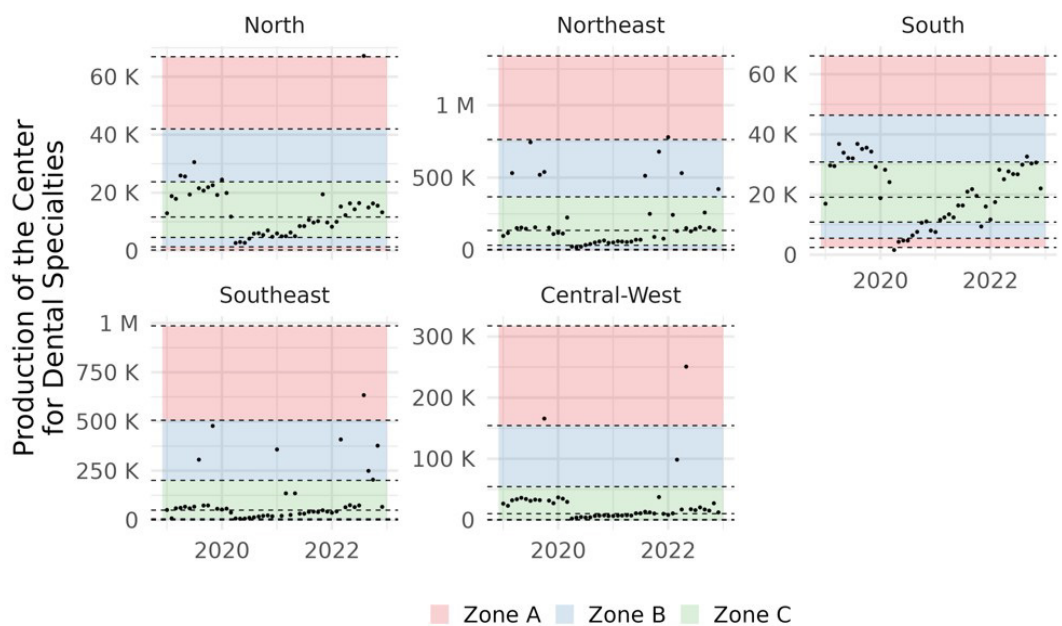 North
Northeast
South
Production of the Center
for Dental Specialties
60 K
40 K
20 K
0
1 M
500 K
0
60 K
40 K
20 K
0
2020
2022
Southeast
Central-West
1 M
750 K
500 K
250 K
0
300 K
200 K
100 K
0
2020
2022
2020
2022
Zone A
Zone B
Zone C